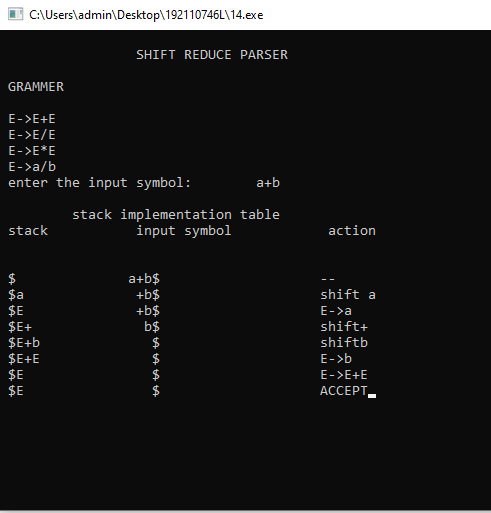 C:\Users\admin\Desktop\192110746L\14.exe
SHIFT REDUCE PARSER
GRAMMER
E->E+E
E->E/E
E->E*E
E->a/b
enter the input symbol: a+b
stack implementation table
stack input symbol action
$ a+b$ --
$a +b$ shift a
$E +b$ E->a
$E+ b$ shift+
$E+b $ shiftb
$E+E $ E->b
$E $ E->E+E
$E $ ACCEPT